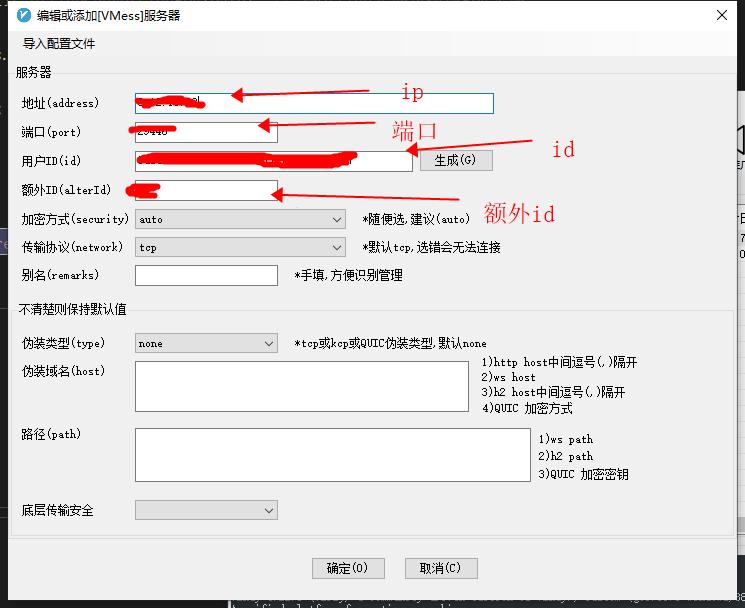 编辑或添加[VMess]服务器
导入配置文件
服务器
地址(address)
ip
端口(port)
端口
用户ID(id)
生成(G)
id
额外ID(alterId)
额外id
加密方式(security)
auto
*随便选,建议(auto)
传输协议(network)
tcp
*默认tcp,选错会无法连接
别名(remarks)
*手填,方便识别管理
不清楚则保持默认值
伪装类型(type)
none
*tcp或kcp或QUIC伪装类型,默认none
伪装域名(host)
1)http host中间逗号(,)隔开
2)ws host
3)h2 host中间逗号(,)隔开
4)QUIC 加密方式
路径(path)
1)ws path
2)h2 path
3)QUIC 加密密钥
底层传输安全
确定(O)
取消(C)